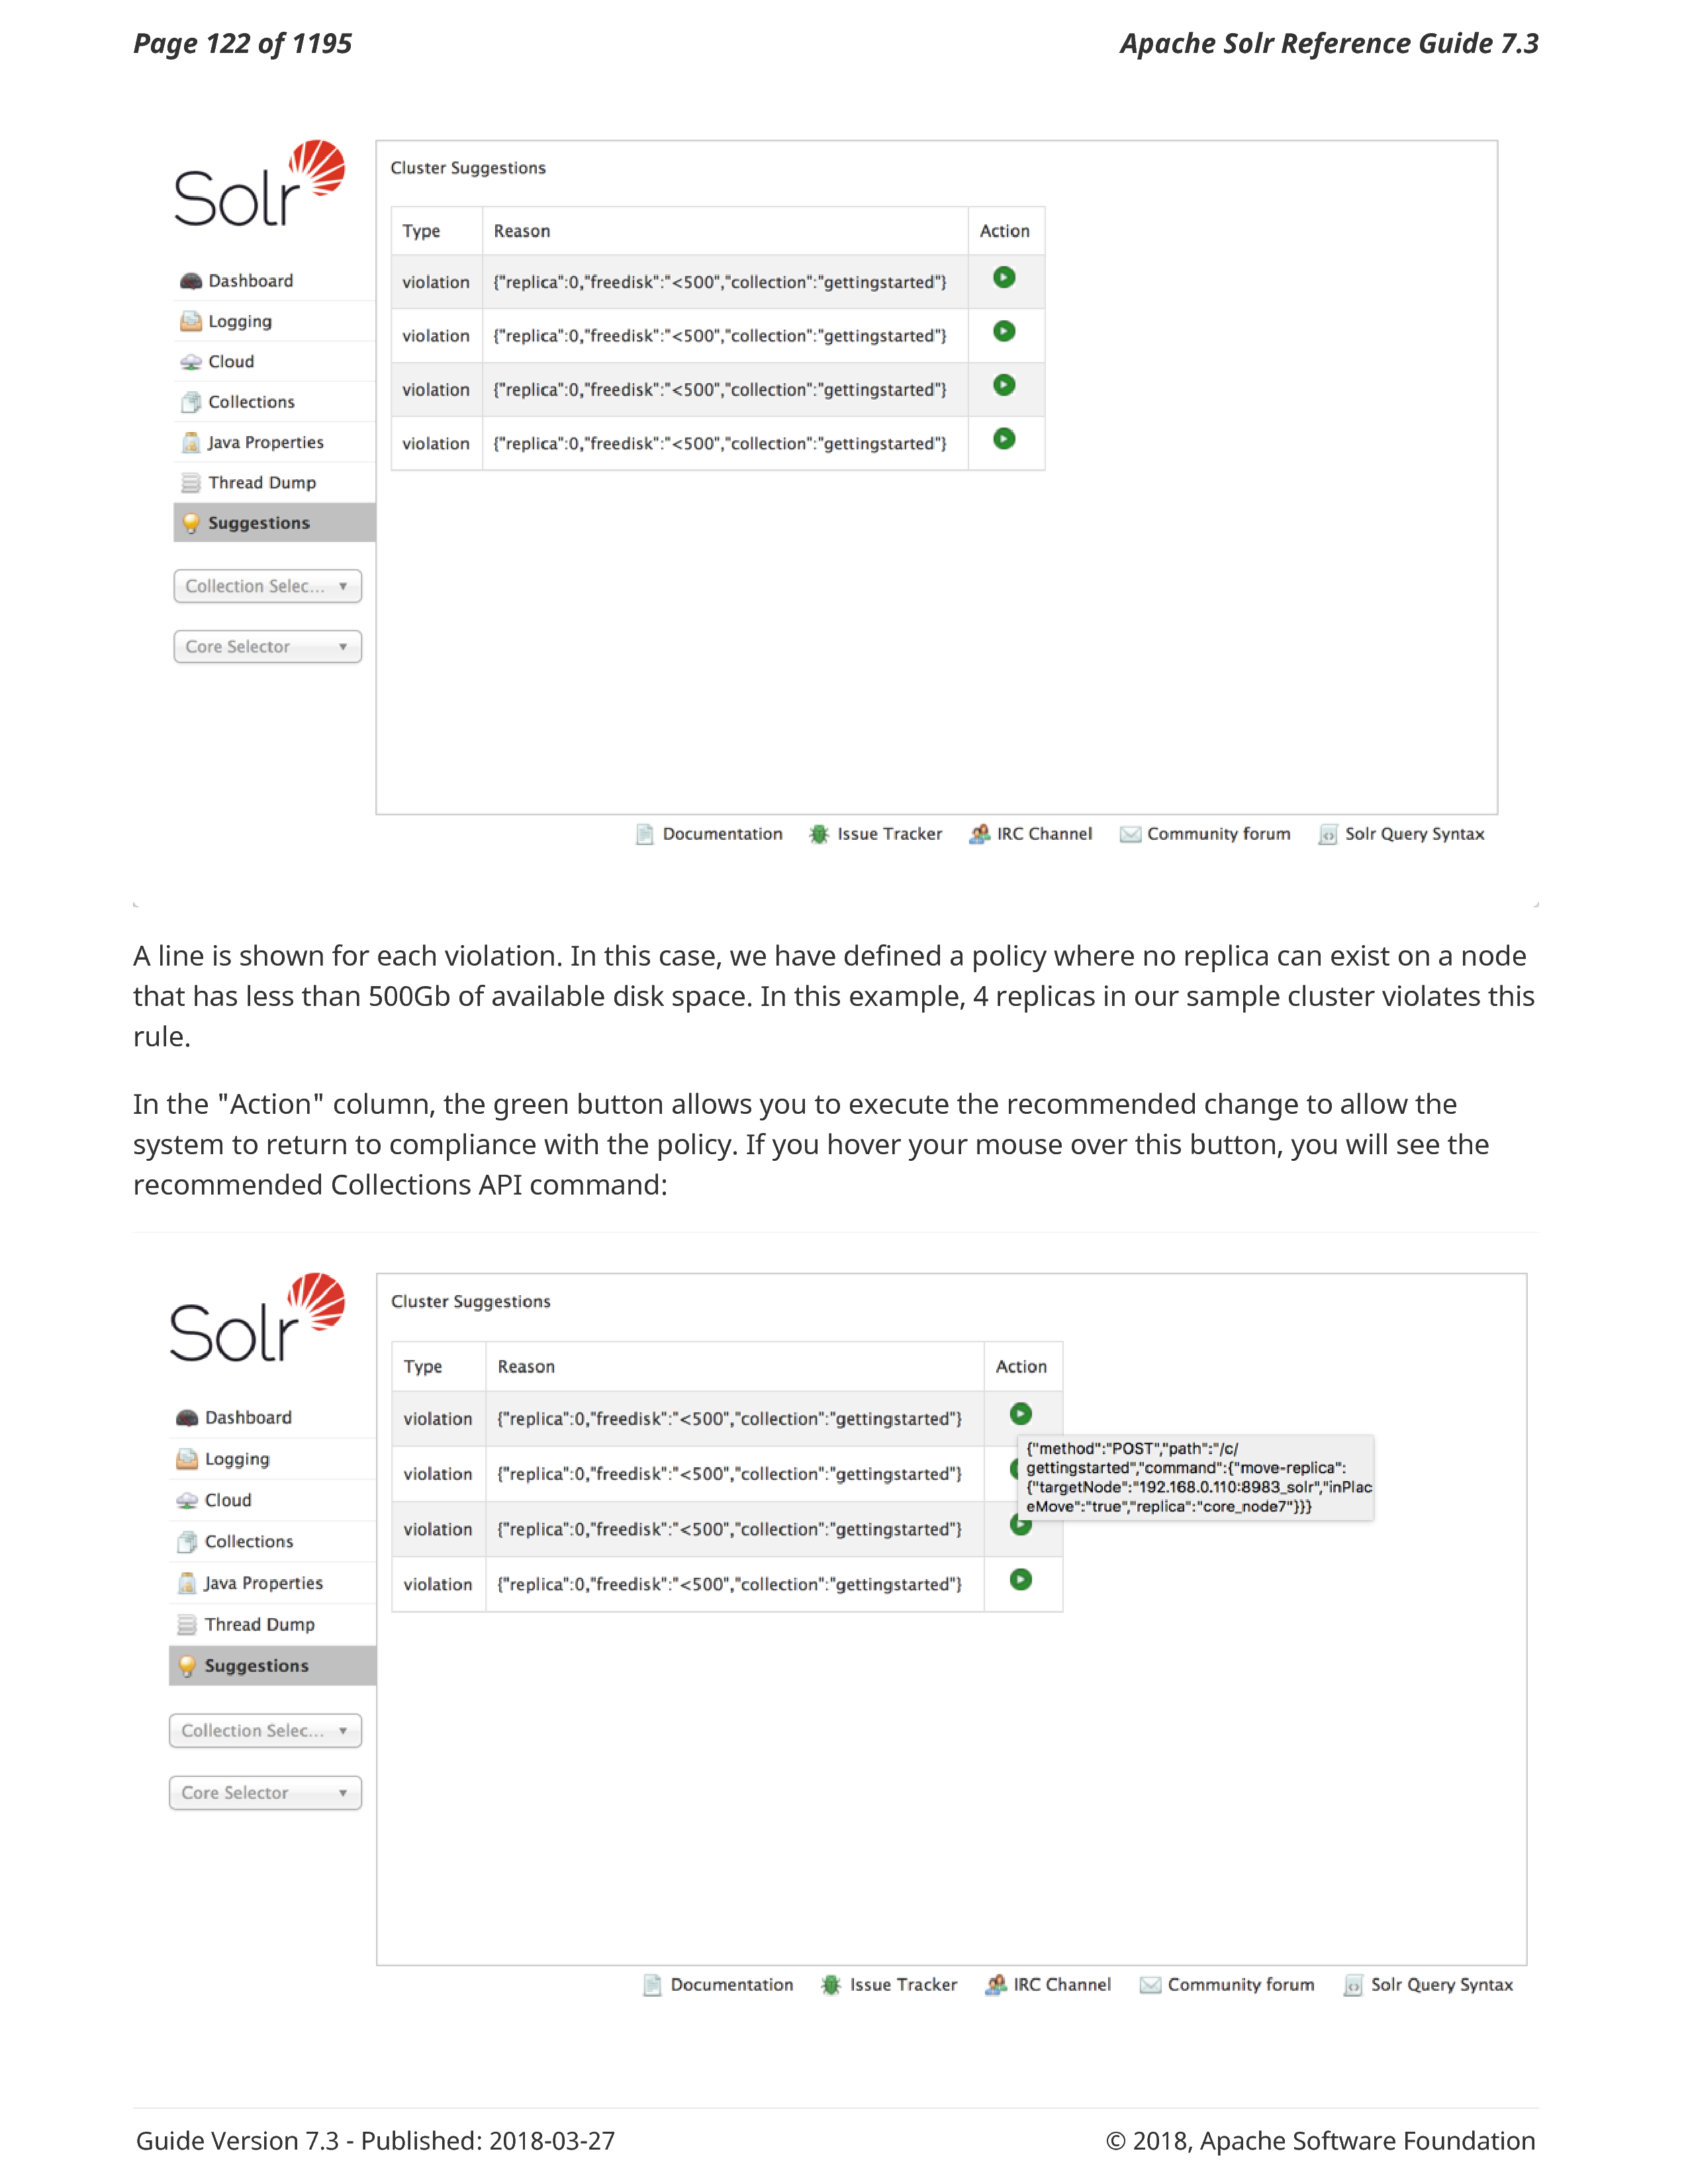 Page 122 of 1195
Apache Solr Reference Guide 7.3
Solr
Cluster Suggestions
Type Reason Action
violation {"replica":0,"freedisk":"<500","collection":"gettingstarted"}
violation {"replica":0,"freedisk":"<500","collection":"gettingstarted"}
violation {"replica":0,"freedisk":"<500","collection":"gettingstarted"}
violation {"replica":0,"freedisk":"<500","collection":"gettingstarted"}
Dashboard
Logging
Cloud
Collections
Java Properties
Thread Dump
Suggestions
Collection Selec...
Core Selector
Documentation Issue Tracker IRC Channel Community forum Solr Query Syntax
A line is shown for each violation. In this case, we have defined a policy where no replica can exist on a node
that has less than 500Gb of available disk space. In this example, 4 replicas in our sample cluster violates this
rule.
In the "Action" column, the green button allows you to execute the recommended change to allow the
system to return to compliance with the policy. If you hover your mouse over this button, you will see the
recommended Collections API command:
Solr
Cluster Suggestions
Type Reason Action
violation {"replica":0,"freedisk":"<500","collection":"gettingstarted"}
violation {"replica":0,"freedisk":"<500","collection":"gettingstarted"}
violation {"replica":0,"freedisk":"<500","collection":"gettingstarted"}
violation {"replica":0,"freedisk":"<500","collection":"gettingstarted"}
{"method":"POST","path":"/c/
gettingstarted","command":{"move-replica":
{"targetNode":"192.168.0.110:8983_solr","inPlac
eMove":"true","replica":"core_node7"}}}
Dashboard
Logging
Cloud
Collections
Java Properties
Thread Dump
Suggestions
Collection Selec...
Core Selector
Documentation Issue Tracker IRC Channel Community forum Solr Query Syntax
Guide Version 7.3 - Published: 2018-03-27
© 2018, Apache Software Foundation